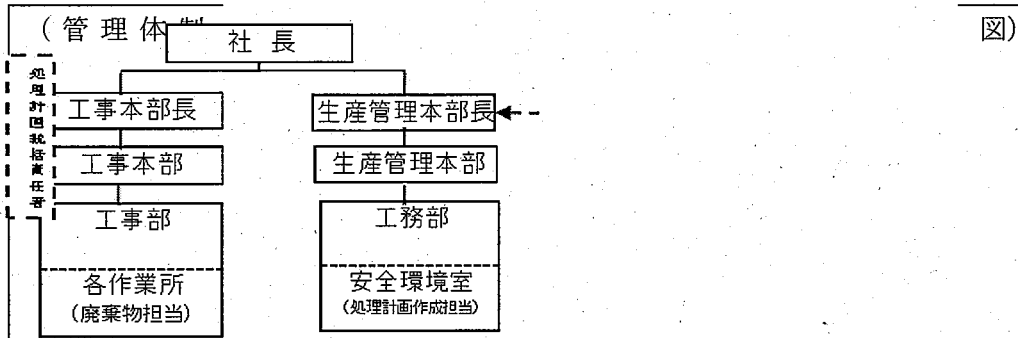 (管理体制図)
社長
処理計画統括責任者
工事本部長
生産管理本部長
工事本部
生産管理本部
工事部
工務部
各作業所
(廃棄物担当)
安全環境室
(処理計画作成担当)